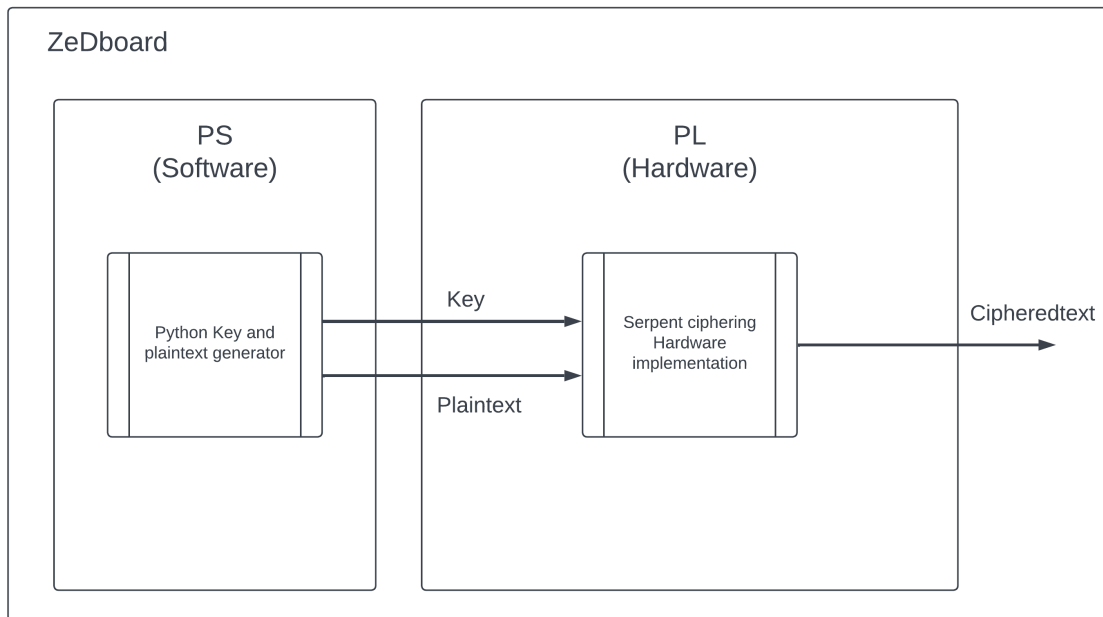 ZeDboard
PS
(Software)
PL
(Hardware)
Python Key and
plaintext generator
Key
Plaintext
Serpent ciphering
Hardware
implementation
Cipheredtext